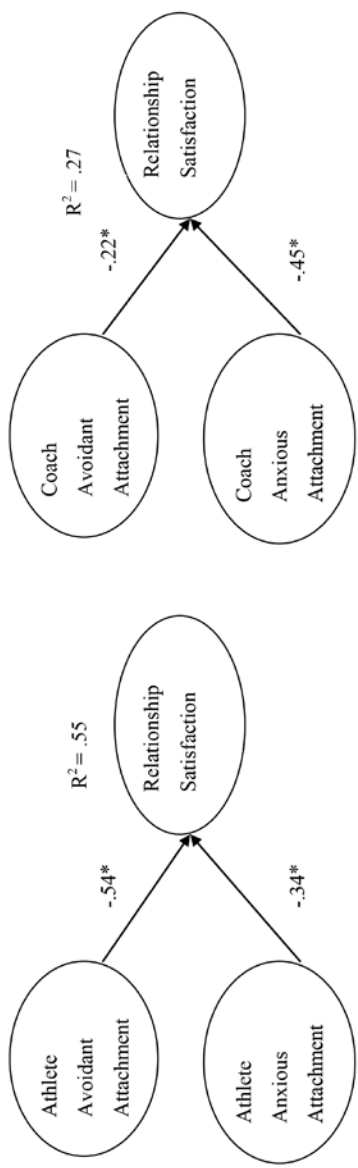 Athlete
Avoidant
Attachment
-.54*
R² = .55
Relationship
Satisfaction
Athlete
Anxious
Attachment
-.34*
Coach
Avoidant
Attachment
-.22*
R² = .27
Relationship
Satisfaction
Coach
Anxious
Attachment
-.45*